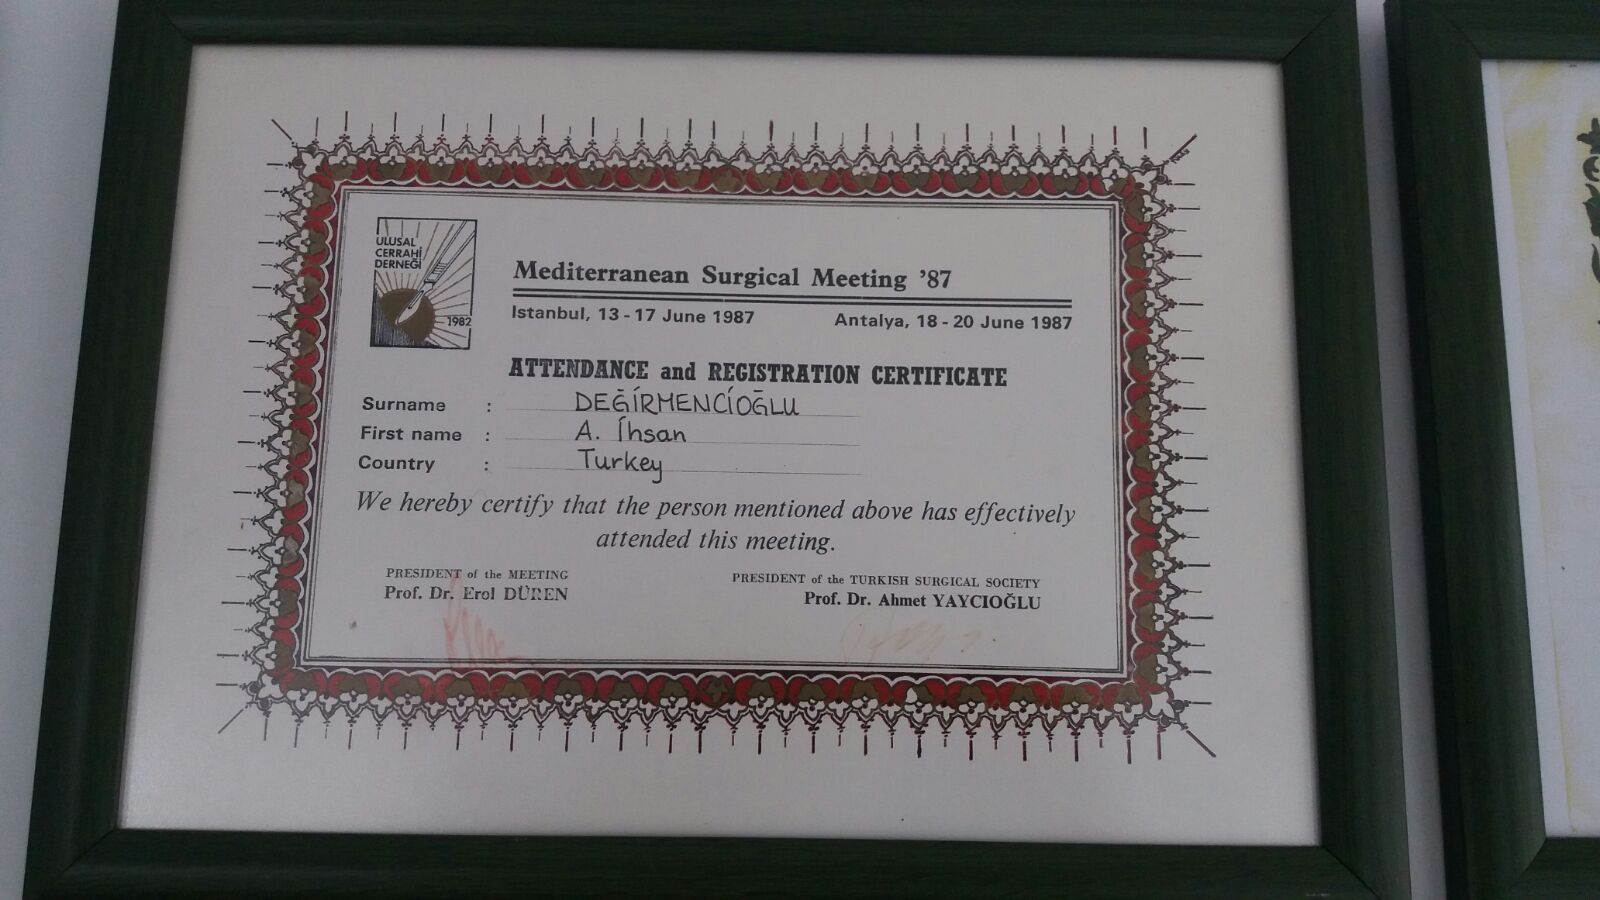 ULUSAL
CERRAHİ
DERNEĞİ
1982
Mediterranean Surgical Meeting '87
Istanbul, 13 - 17 June 1987 Antalya, 18 - 20 June 1987
ATTENDANCE and REGISTRATION CERTIFICATE
Surname : DEĞİRMENCİOĞLU
First name : A. İhsan
Country : Turkey
We hereby certify that the person mentioned above has effectively
attended this meeting.
PRESIDENT of the MEETING PRESIDENT of the TURKISH SURGICAL SOCIETY
Prof. Dr. Erol DÜREN Prof. Dr. Ahmet YAYCIOĞLU